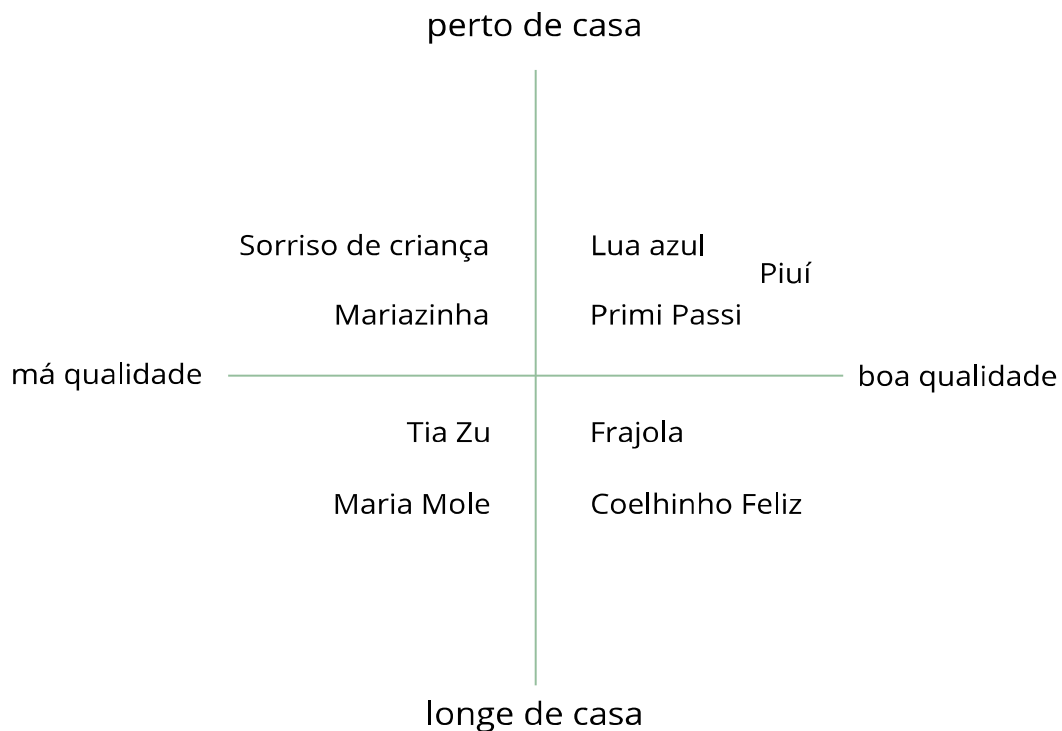 perto de casa
Sorriso de criança
Lua azul
Piuí
Mariazinha
Primi Passi
má qualidade
boa qualidade
Tia Zu
Frajola
Maria Mole
Coelhinho Feliz
longe de casa